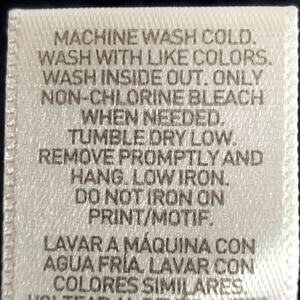 MACHINE WASH COLD.
WASH WITH LIKE COLORS.
WASH INSIDE OUT. ONLY
NON-CHLORINE BLEACH
WHEN NEEDED.
TUMBLE DRY LOW.
REMOVE PROMPTLY AND
HANG. LOW IRON.
DO NOT IRON ON
PRINT/MOTIF.
LAVAR A MÁQUINA CON
AGUA FRÍA. LAVAR CON
COLORES SIMILARES.